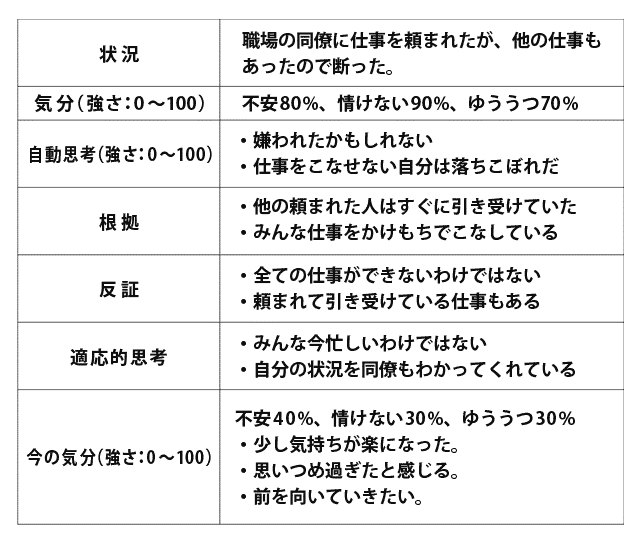 状況
職場の同僚に仕事を頼まれたが、他の仕事も
あったので断った。
気分(強さ:0〜100)
不安80%、情けない90%、ゆううつ70%
自動思考(強さ:0〜100)
・嫌われたかもしれない
・仕事をこなせない自分は落ちこぼれだ
根拠
・他の頼まれた人はすぐに引き受けていた
・みんな仕事をかけもちでこなしている
反証
・全ての仕事ができないわけではない
・頼まれて引き受けている仕事もある
適応的思考
・みんな今忙しいわけではない
・自分の状況を同僚もわかってくれている
今の気分(強さ:0〜100)
不安40%、情けない30%、ゆううつ30%
・少し気持ちが楽になった。
・思いつめ過ぎたと感じる。
・前を向いていきたい。